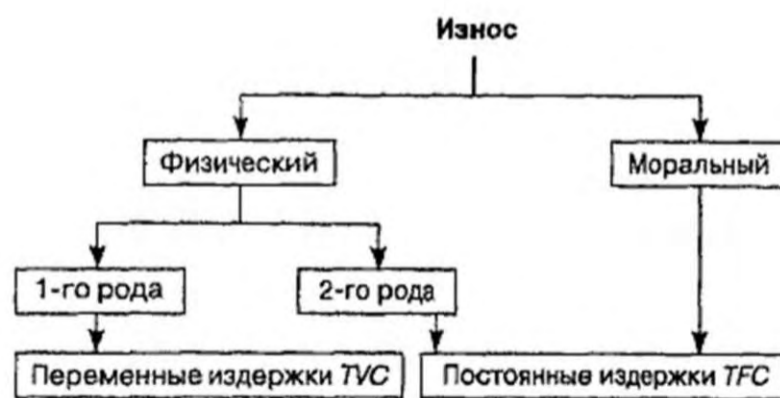 Износ
Физический
Моральный
1-го рода
2-го рода
Переменные издержки TVC
Постоянные издержки TFC